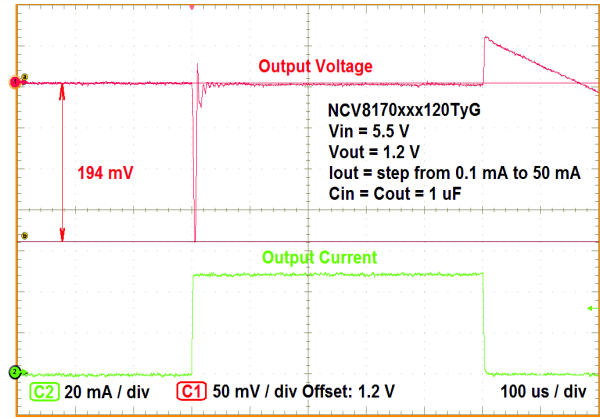 a
1
Output Voltage
NCV8170xxx120TyG
Vin = 5.5 V
Vout = 1.2 V
Iout = step from 0.1 mA to 50 mA
Cin = Cout = 1 uF
194 mV
b
Output Current
2
C2 20 mA / div C1 50 mV / div Offset: 1.2 V 100 us / div